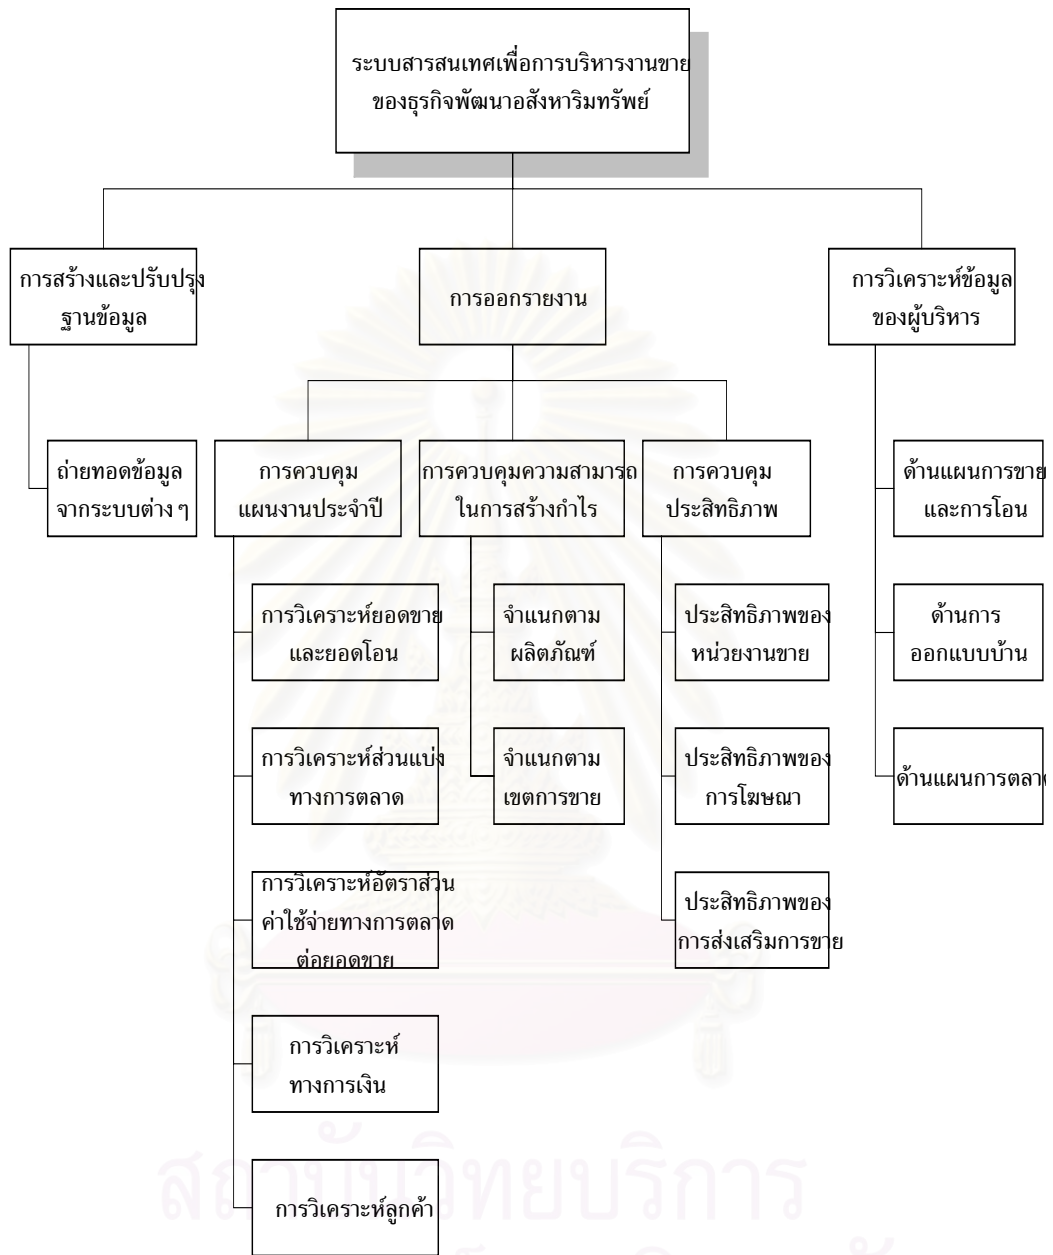 ระบบสารสนเทศเพื่อการบริหารงานขาย
ของธุรกิจพัฒนาอสังหาริมทรัพย์
การสร้างและปรับปรุง
ฐานข้อมูล
การออกรายงาน
การวิเคราะห์ข้อมูล
ของผู้บริหาร
ถ่ายทอดข้อมูล
จากระบบต่าง ๆ
การควบคุม
แผนงานประจำปี
การควบคุมความสามารถ
ในการสร้างกำไร
การควบคุม
ประสิทธิภาพ
ด้านแผนการขาย
และการโอน
การวิเคราะห์ยอดขาย
และยอดโอน
จำแนกตาม
ผลิตภัณฑ์
ประสิทธิภาพของ
หน่วยงานขาย
ด้านการ
ออกแบบบ้าน
การวิเคราะห์ส่วนแบ่ง
ทางการตลาด
จำแนกตาม
เขตการขาย
ประสิทธิภาพของ
การโฆษณา
ด้านแผนการตลาด
การวิเคราะห์อัตราส่วน
ค่าใช้จ่ายทางการตลาด
ต่อยอดขาย
ประสิทธิภาพของ
การส่งเสริมการขาย
การวิเคราะห์
ทางการเงิน
การวิเคราะห์ลูกค้า
สถาบันวิทยบริการ